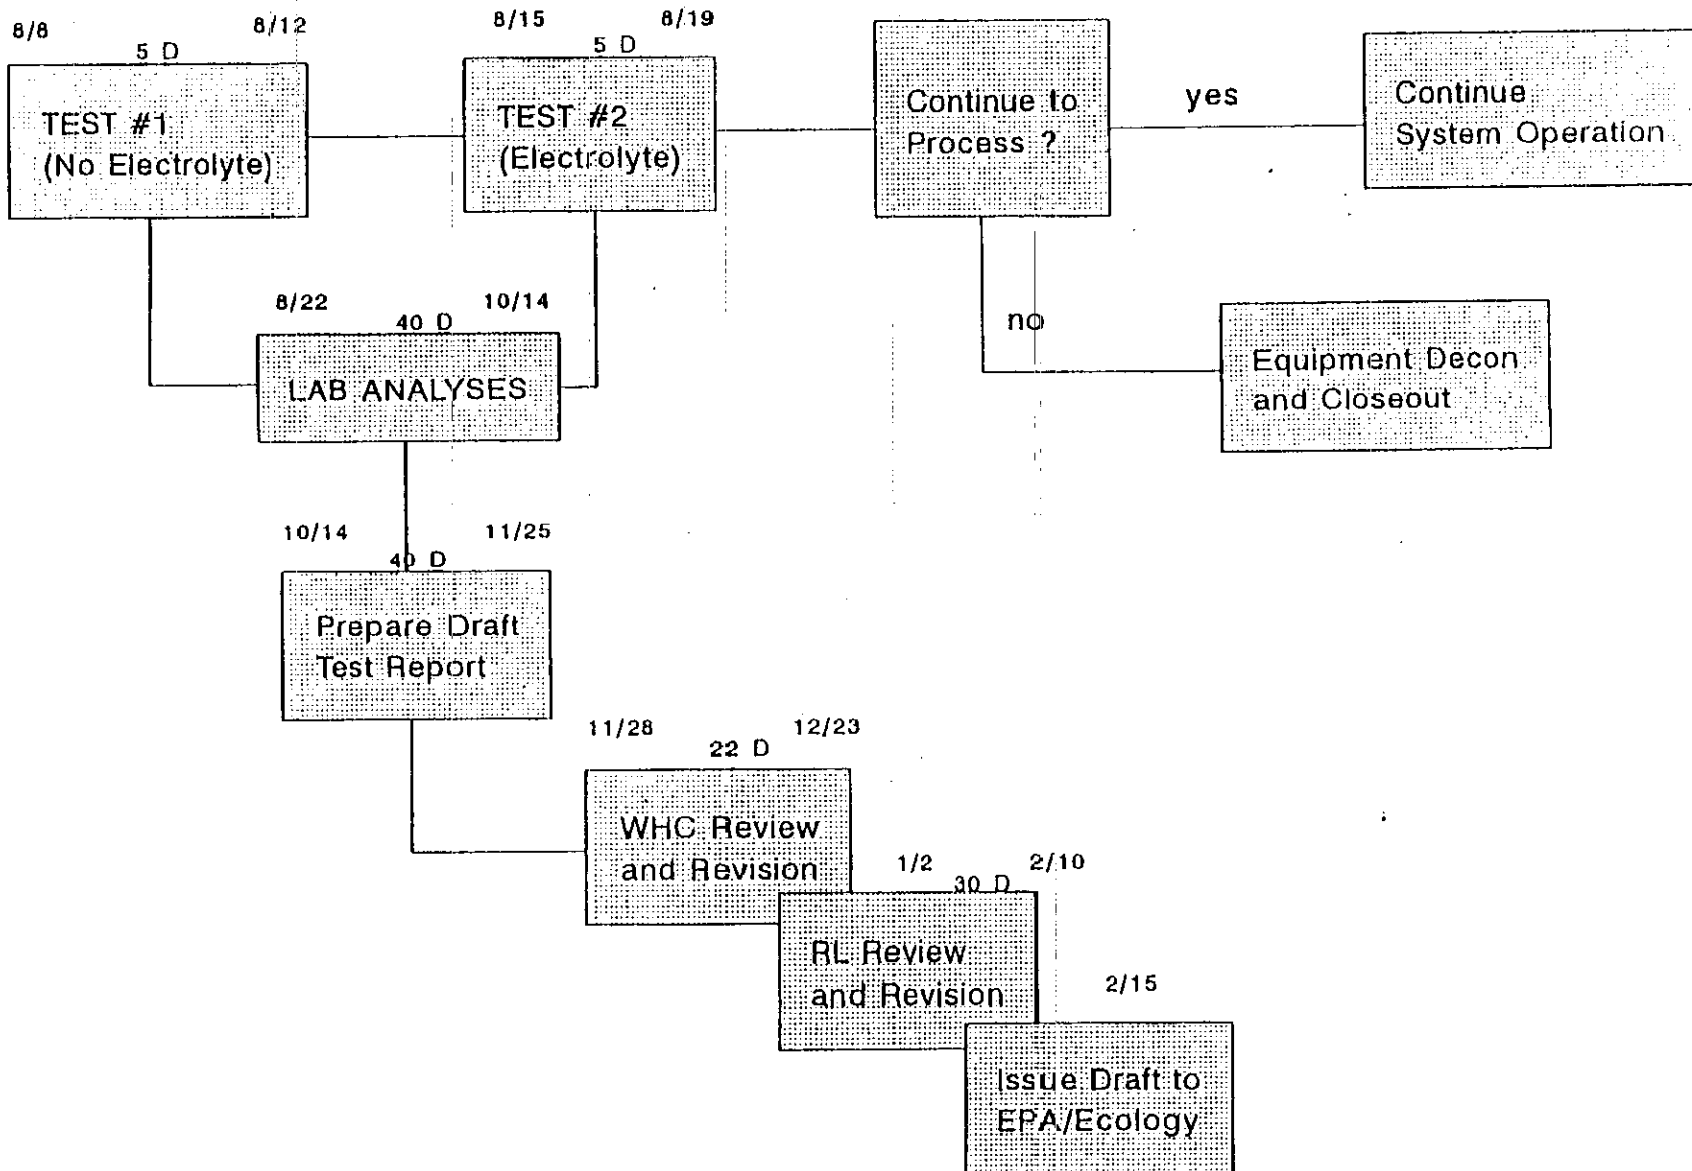 8/8
8/12
5 D
TEST #1
(No Electrolyte)
8/15
8/19
5 D
TEST #2
(Electrolyte)
Continue to
Process ?
yes
Continue
System Operation
no
Equipment Decon
and Closeout
8/22
10/14
40 D
LAB ANALYSES
10/14
11/25
40 D
Prepare Draft
Test Report
11/28
12/23
22 D
WHC Review
and Revision
1/2
2/10
30 D
RL Review
and Revision
2/15
Issue Draft to
EPA/Ecology